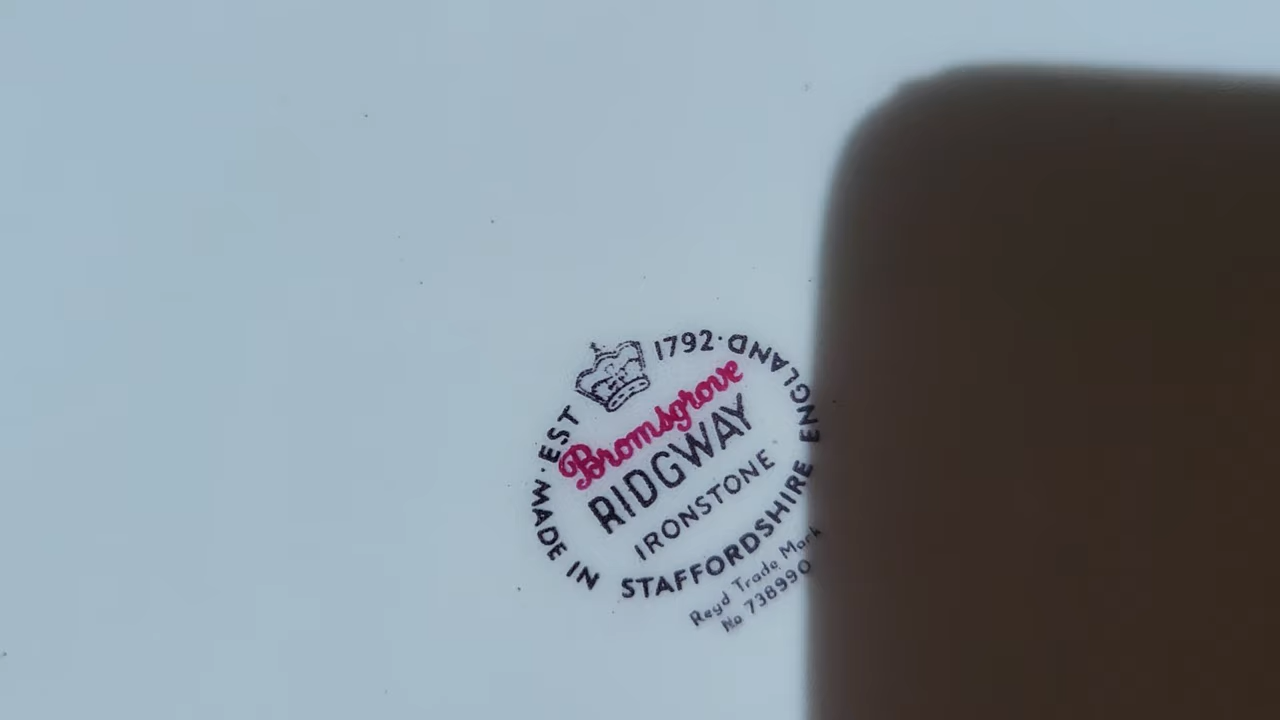 EST 1792
Bromsgrove
RIDGWAY
IRONSTONE
MADE IN STAFFORDSHIRE ENGLAND
Regd Trade Mark
No 738990